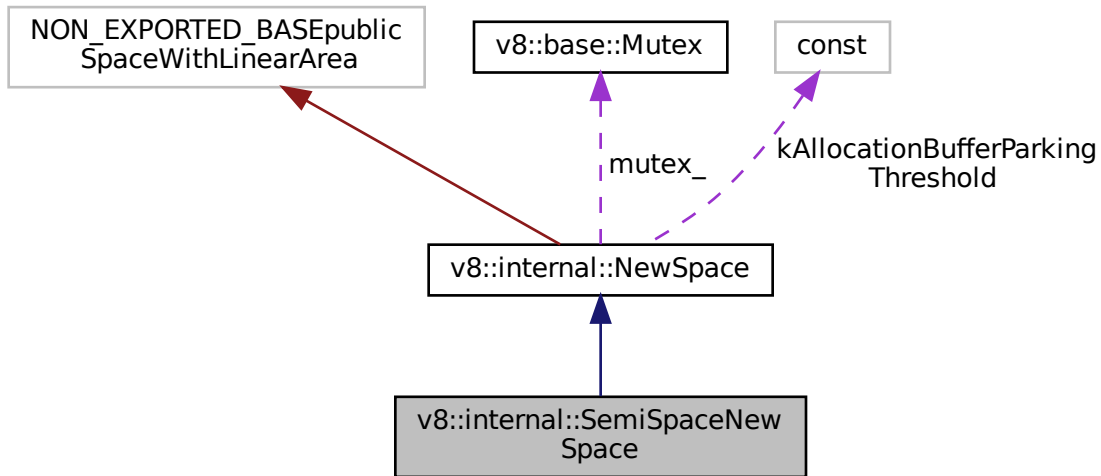 NON_EXPORTED_BASEpublic
SpaceWithLinearArea
v8::base::Mutex
const
mutex_
kAllocationBufferParking
Threshold
v8::internal::NewSpace
v8::internal::SemiSpaceNew
Space